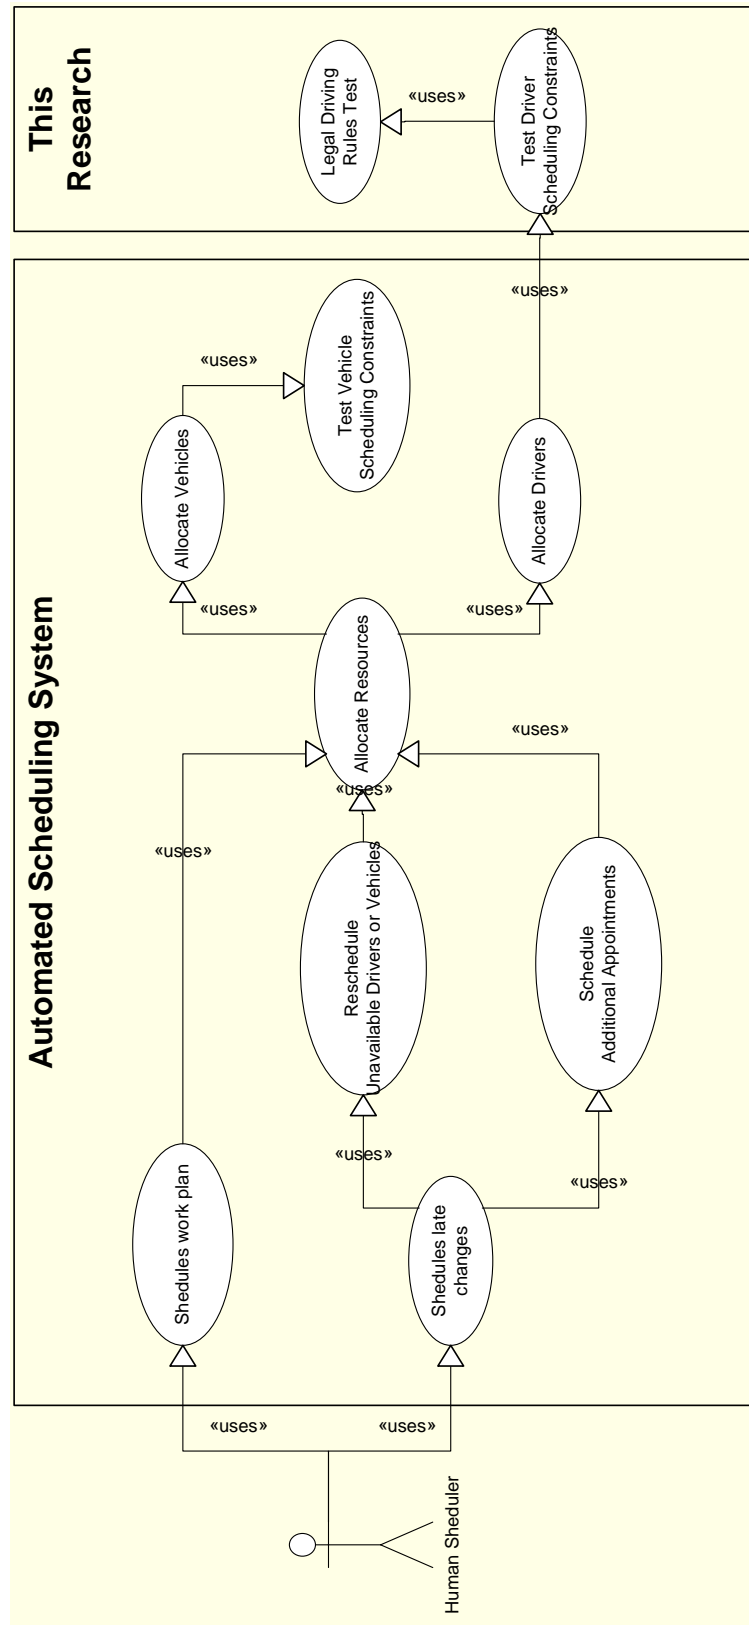 Automated Scheduling System
This
Research
Human Sheduler
«uses»
«uses»
Shedules work plan
Shedules late
changes
«uses»
«uses»
«uses»
Reschedule
Unavailable Drivers or Vehicles
Schedule
Additional Appointments
«uses»
«uses»
Allocate Resources
«uses»
«uses»
Allocate Vehicles
Allocate Drivers
«uses»
Test Vehicle
Scheduling Constraints
«uses»
Legal Driving
Rules Test
«uses»
Test Driver
Scheduling Constraints